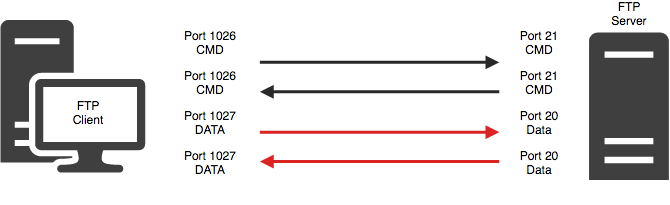 FTP
Server
Port 1026
CMD
Port 21
CMD
Port 1026
CMD
Port 21
CMD
FTP
Client
Port 1027
DATA
Port 20
Data
Port 1027
DATA
Port 20
Data